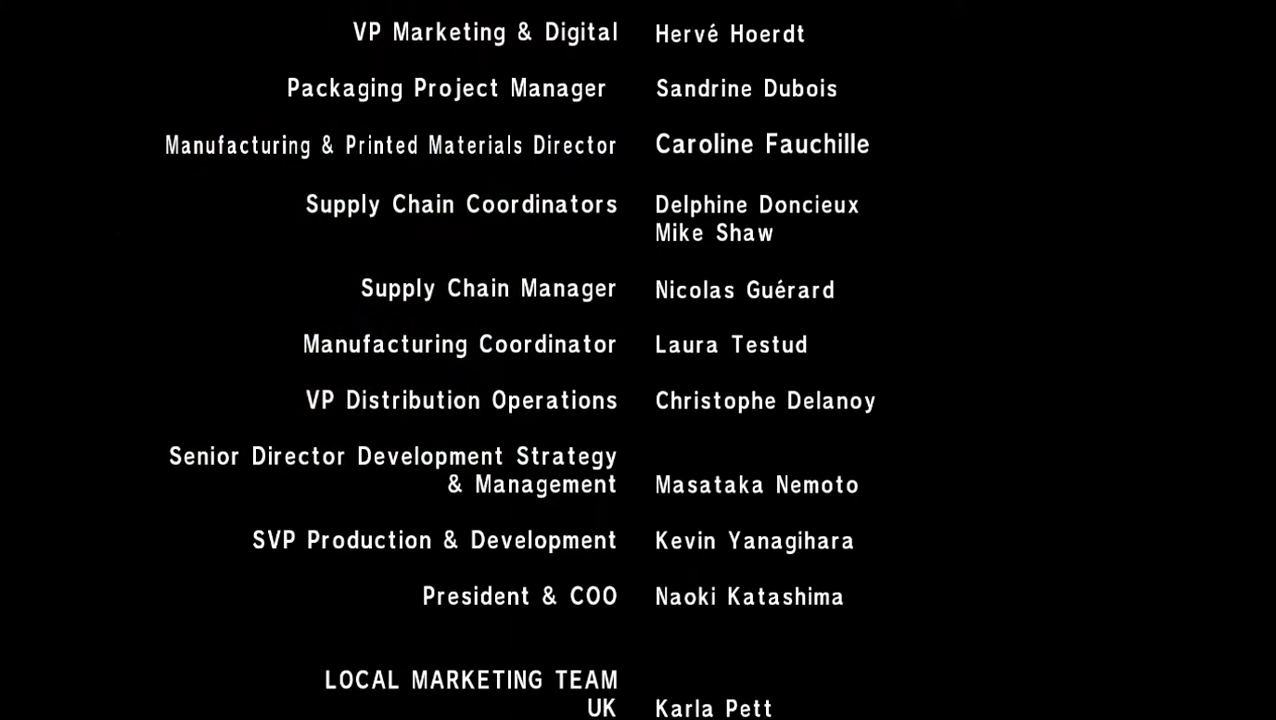 VP Marketing & Digital Hervé Hoerdt
Packaging Project Manager Sandrine Dubois
Manufacturing & Printed Materials Director Caroline Fauchille
Supply Chain Coordinators Delphine Doncieux
Mike Shaw
Supply Chain Manager Nicolas Guérard
Manufacturing Coordinator Laura Testud
VP Distribution Operations Christophe Delanoy
Senior Director Development Strategy
& Management Masataka Nemoto
SVP Production & Development Kevin Yanagihara
President & COO Naoki Katashima
LOCAL MARKETING TEAM
UK Karla Pett